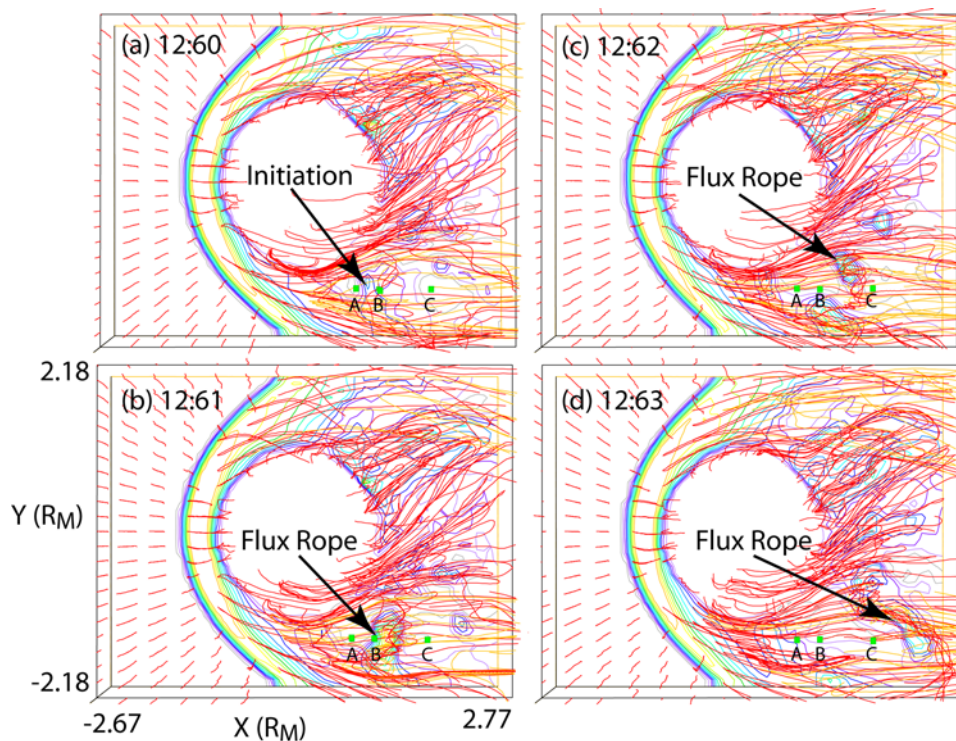 (a) 12:60
Initiation
A B C
(c) 12:62
Flux Rope
A B C
2.18
(b) 12:61
Y (RM)
Flux Rope
A B C
-2.18
-2.67 X (RM) 2.77
(d) 12:63
Flux Rope
A B C